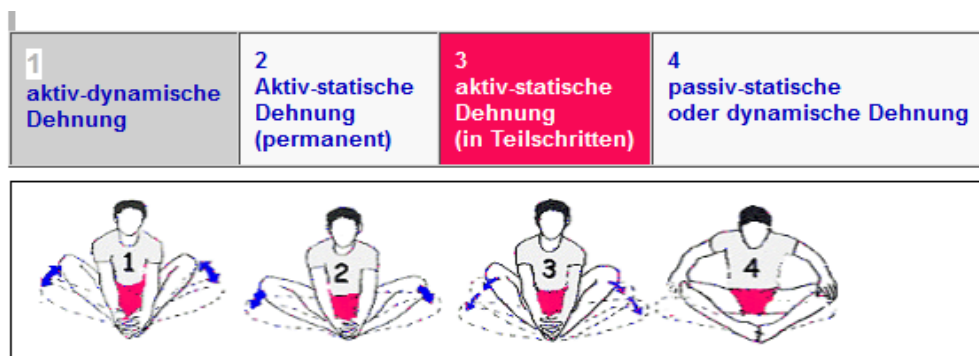 1
aktiv-dynamische
Dehnung
2
Aktiv-statische
Dehnung
(permanent)
3
aktiv-statische
Dehnung
(in Teilschritten)
4
passiv-statische
oder dynamische Dehnung
1
2
3
4